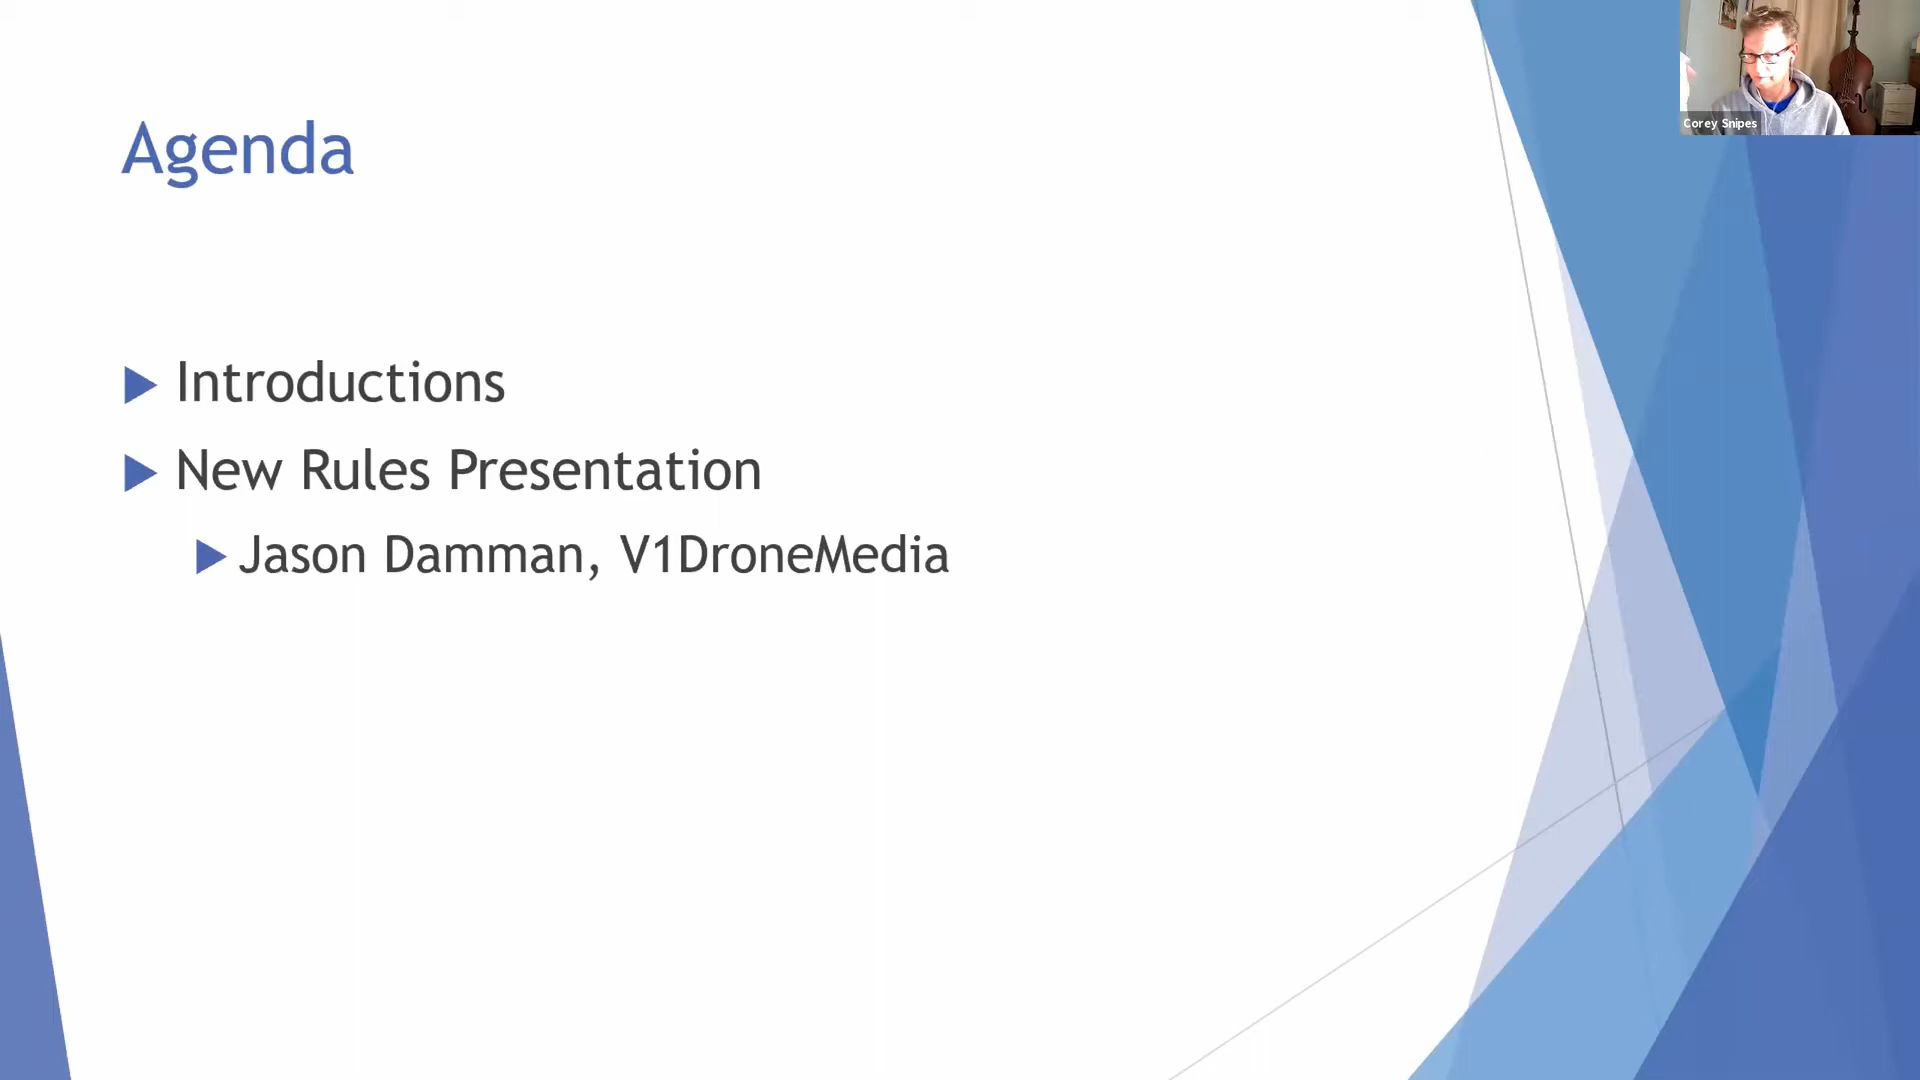 Agenda
Introductions
New Rules Presentation
Jason Damman, V1DroneMedia
Corey Snipes